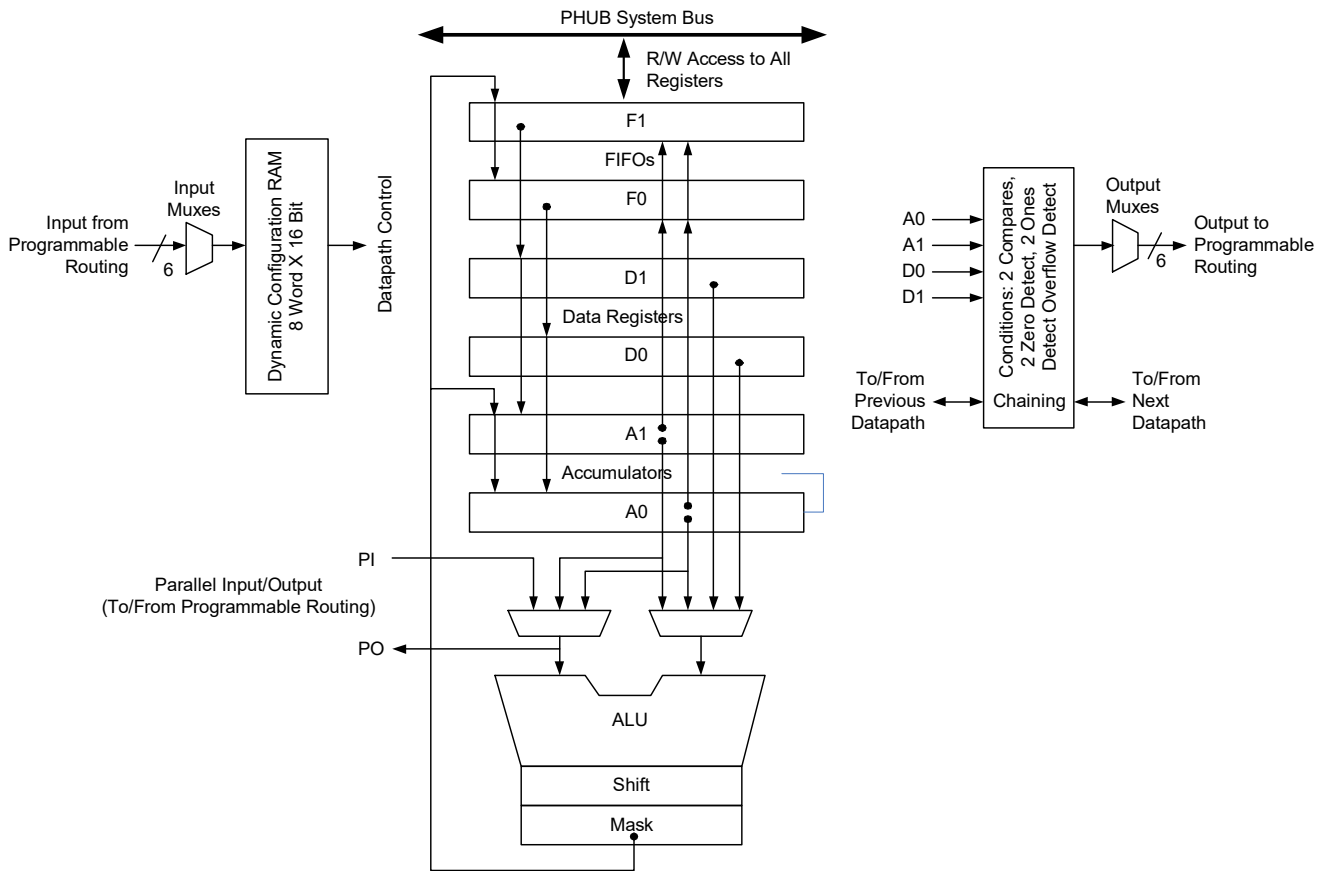 PHUB System Bus
R/W Access to All
Registers
F1
FIFOs
F0
D1
Data Registers
D0
A1
Accumulators
A0
Input from
Programmable
Routing
6
Input
Muxes
Dynamic Configuration RAM
8 Word X 16 Bit
Datapath Control
A0
A1
D0
D1
Conditions: 2 Compares,
2 Zero Detect, 2 Ones
Detect Overflow Detect
Output
Muxes
6
Output to
Programmable
Routing
To/From
Previous
Datapath
Chaining
To/From
Next
Datapath
PI
Parallel Input/Output
(To/From Programmable Routing)
PO
ALU
Shift
Mask